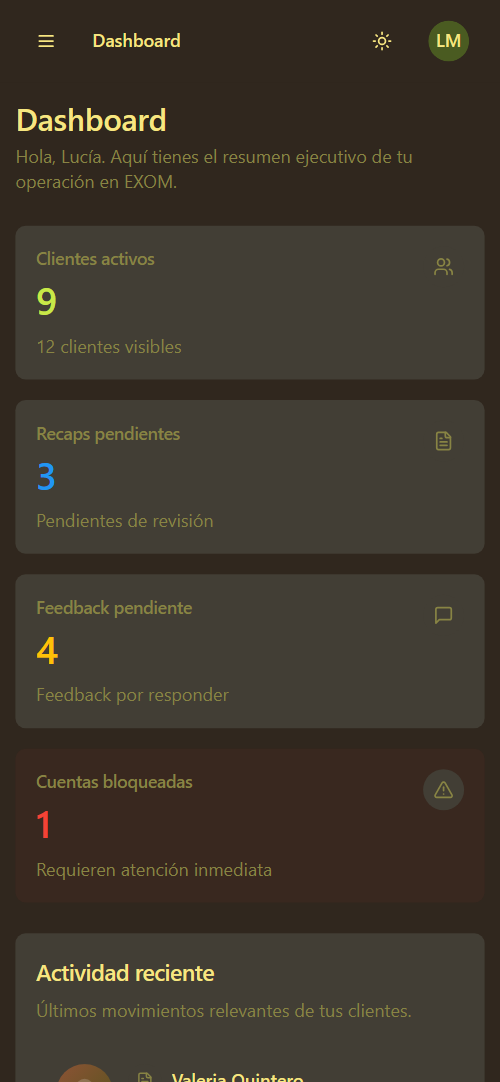 Dashboard
LM
Dashboard
Hola, Lucía. Aquí tienes el resumen ejecutivo de tu
operación en EXOM.
Clientes activos
9
12 clientes visibles
Recaps pendientes
3
Pendientes de revisión
Feedback pendiente
4
Feedback por responder
Cuentas bloqueadas
1
Requieren atención inmediata
Actividad reciente
Últimos movimientos relevantes de tus clientes.
Valeria Quintero